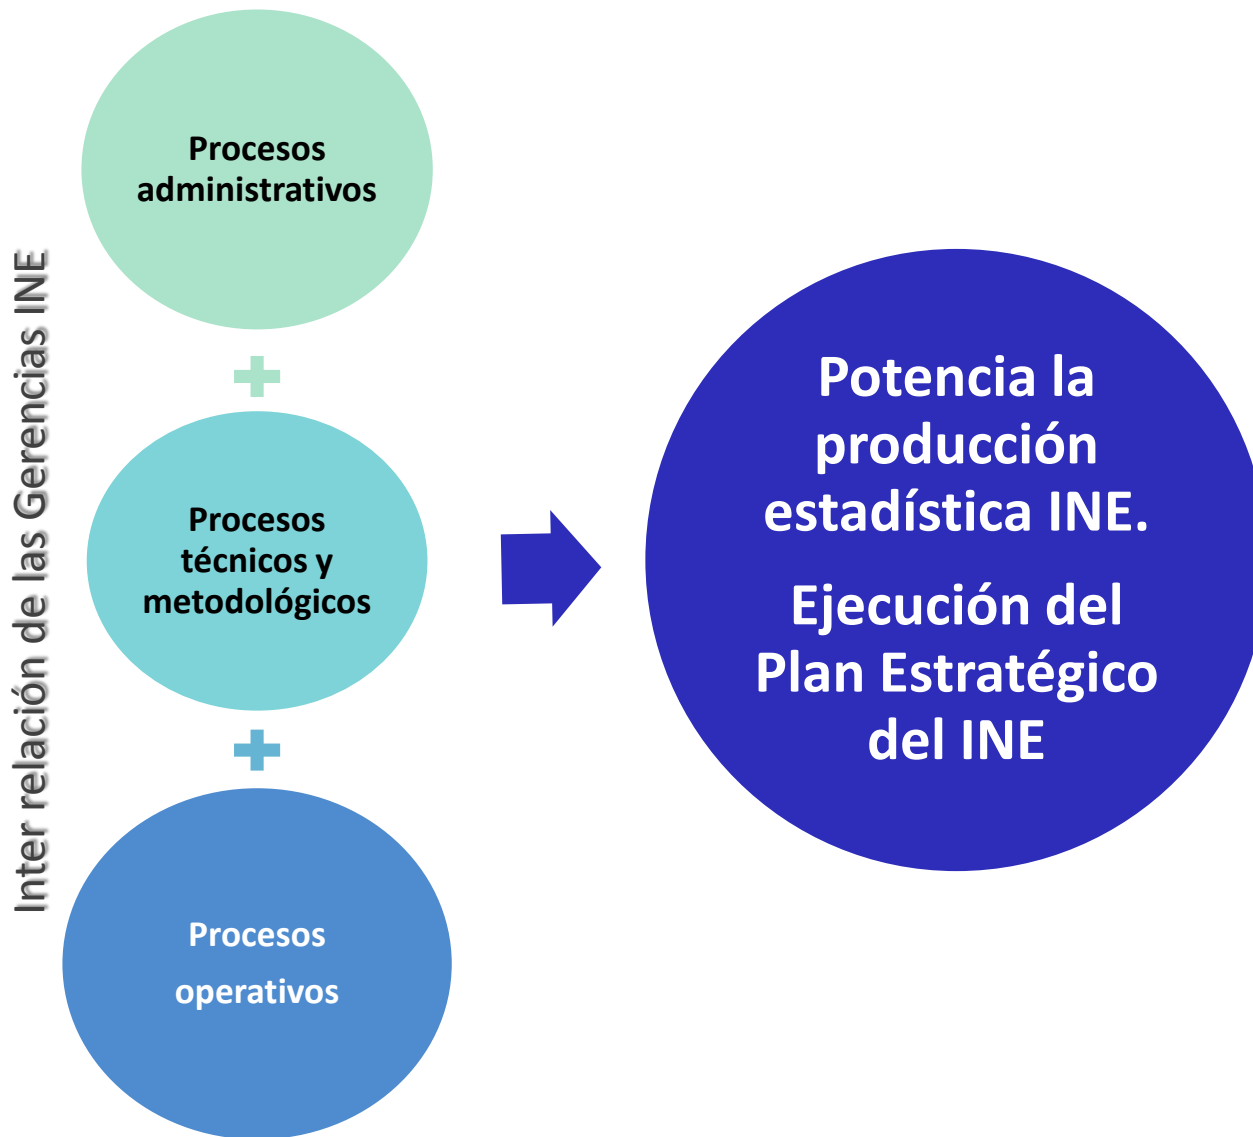 Inter relación de las Gerencias INE
Procesos
administrativos
Procesos
técnicos y
metodológicos
Procesos
operativos
Potencia la
producción
estadística INE.
Ejecución del
Plan Estratégico
del INE